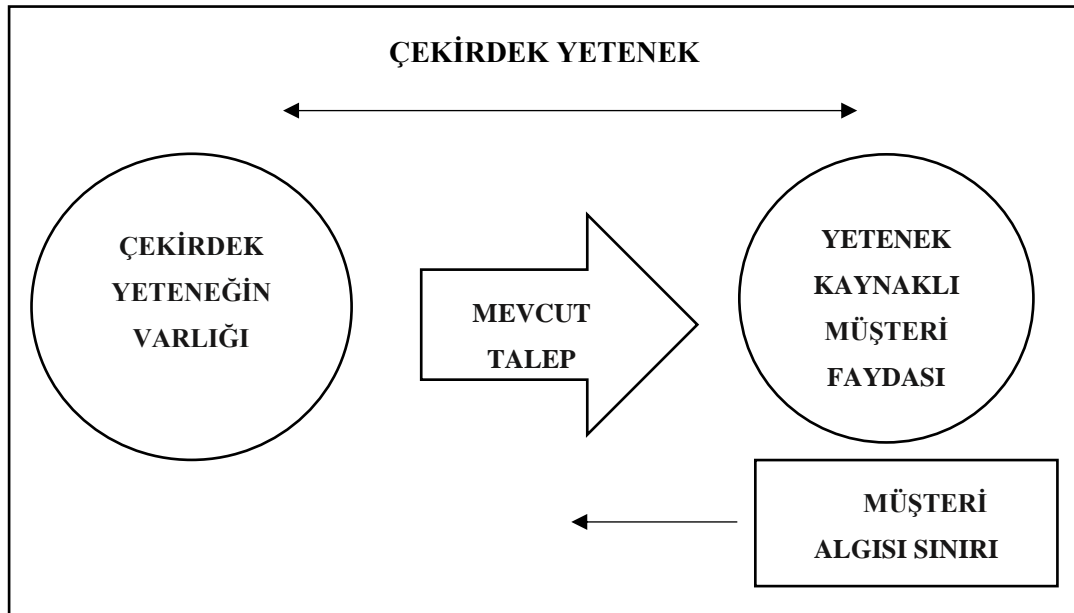 ÇEKİRDEK YETENEK
ÇEKİRDEK
YETENEĞİN
VARLIĞI
MEVCUT
TALEP
YETENEK
KAYNAKLI
MÜŞTERİ
FAYDASI
MÜŞTERİ
ALGISI SINIRI